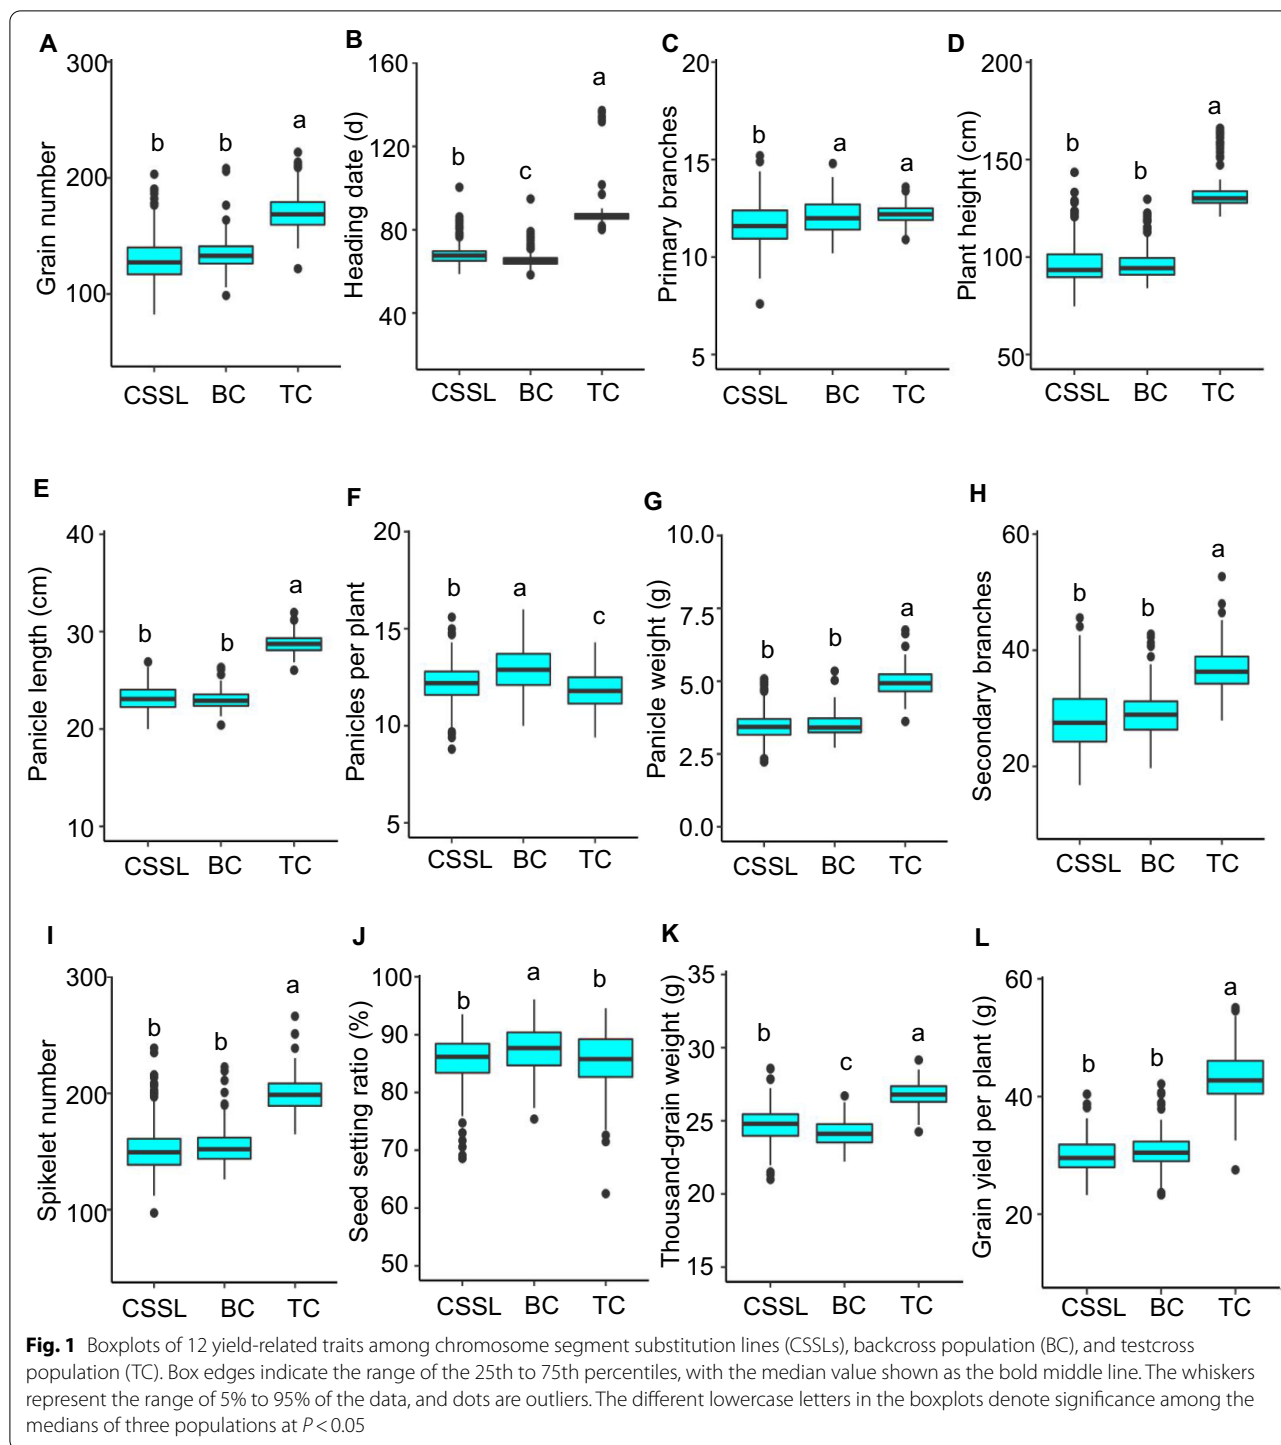 A
B
C
D
300
200
100
Grain number
b
b
a
CSSL BC TC
160
120
80
40
Heading date (d)
b
c
a
CSSL BC TC
20
15
10
5
Primary branches
b
a
a
CSSL BC TC
200
150
100
50
Plant height (cm)
b
b
a
CSSL BC TC
E
F
G
H
40
30
20
10
Panicle length (cm)
b
b
a
CSSL BC TC
20
15
10
5
Panicles per plant
b
a
c
CSSL BC TC
10.0
7.5
5.0
2.5
0.0
Panicle weight (g)
b
b
a
CSSL BC TC
60
40
20
Secondary branches
b
b
a
CSSL BC TC
I
J
K
L
300
200
100
Spikelet number
b
b
a
CSSL BC TC
100
90
80
70
60
50
Seed setting ratio (%)
b
a
b
CSSL BC TC
35
30
25
20
15
Thousand-grain weight (g)
b
c
a
CSSL BC TC
60
40
20
Grain yield per plant (g)
b
b
a
CSSL BC TC
Fig. 1 Boxplots of 12 yield-related traits among chromosome segment substitution lines (CSSLs), backcross population (BC), and testcross
population (TC). Box edges indicate the range of the 25th to 75th percentiles, with the median value shown as the bold middle line. The whiskers
represent the range of 5% to 95% of the data, and dots are outliers. The different lowercase letters in the boxplots denote significance among the
medians of three populations at P < 0.05